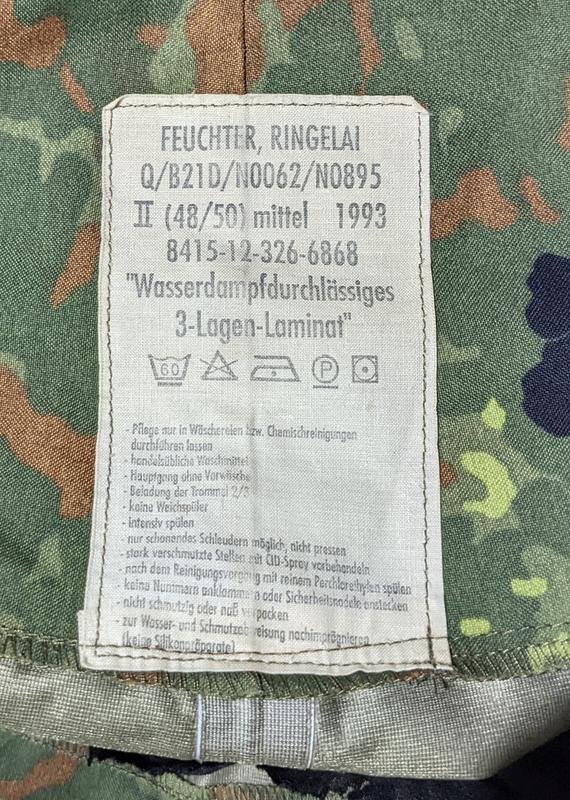 FEUCHTER, RINGELAI
Q/B21D/N0062/N0895
II (48/50) mittel 1993
8415-12-326-6868
"Wasserdampfdurchlässiges
3-Lagen-Laminat"
60 P
- Pflege nur in Wäschereien bzw. Chemischreinigungen
durchführen lassen
- handelsübliche Waschmittel
- Hauptgang ohne Vorwäsche
- Beladung der Trommel 2/3
- keine Weichspüler
- intensiv spülen
- nur schonendes Schleudern möglich, nicht pressen
- stark verschmutzte Stellen mit CID-Spray vorbehandeln
- nach dem Reinigungsvorgang mit reinem Perchlorethylen spülen
- keine Nummern anklammern oder Sicherheitsnadeln anstecken
- nicht schmutzig oder naß verpacken
- zur Wasser- und Schmutzabweisung nachimprägnieren
(keine Silikonpräparate)